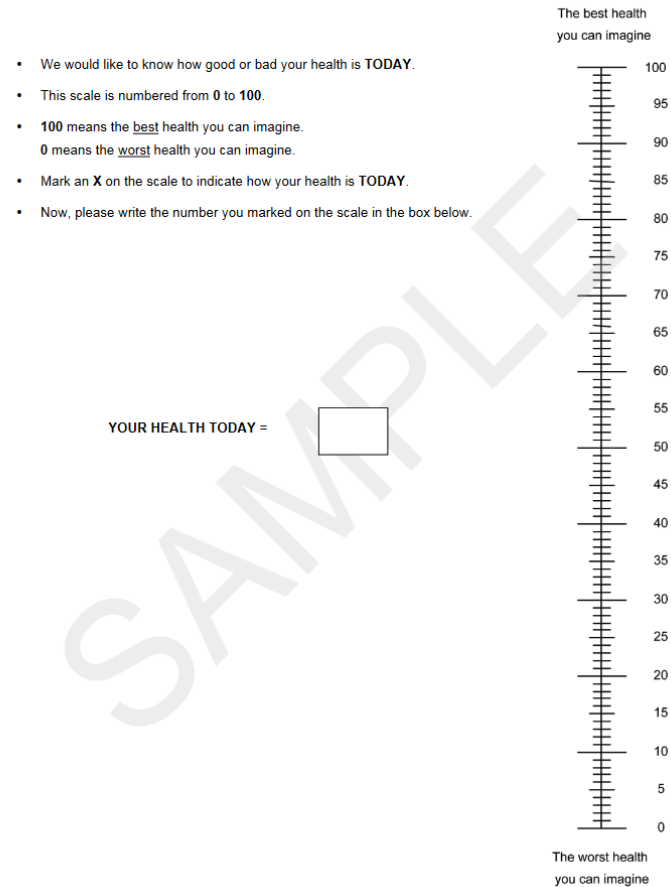 The best health
you can imagine
• We would like to know how good or bad your health is TODAY.
• This scale is numbered from 0 to 100.
• 100 means the best health you can imagine.
0 means the worst health you can imagine.
• Mark an X on the scale to indicate how your health is TODAY.
• Now, please write the number you marked on the scale in the box below.
YOUR HEALTH TODAY =
SAMPLE
100
95
90
85
80
75
70
65
60
55
50
45
40
35
30
25
20
15
10
5
0
The worst health
you can imagine